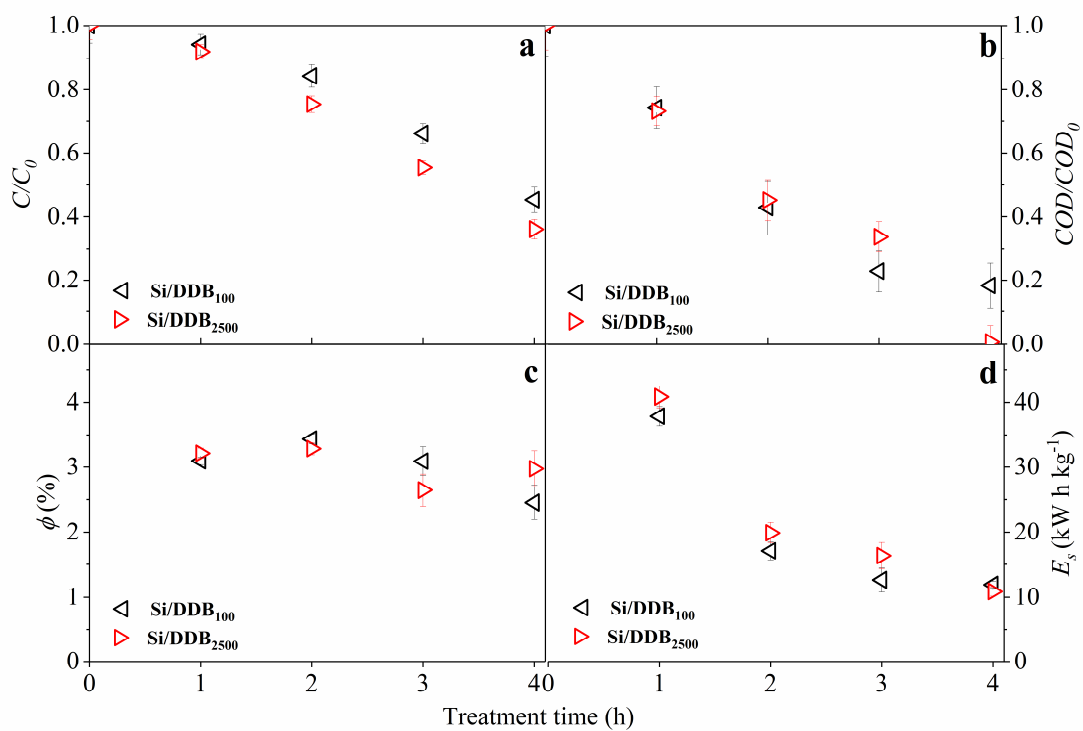 1.0
0.8
0.6
0.4
0.2
0.0
C/C0
a
Si/DDB100
Si/DDB2500
b
Si/DDB100
Si/DDB2500
1.0
0.8
0.6
0.4
0.2
0.0
COD/COD0
4
3
2
1
0
ϕ (%)
c
Si/DDB100
Si/DDB2500
d
Si/DDB100
Si/DDB2500
40
30
20
10
0
Es (kW h kg-1)
0 1 2 3 40 1 2 3 4
Treatment time (h)